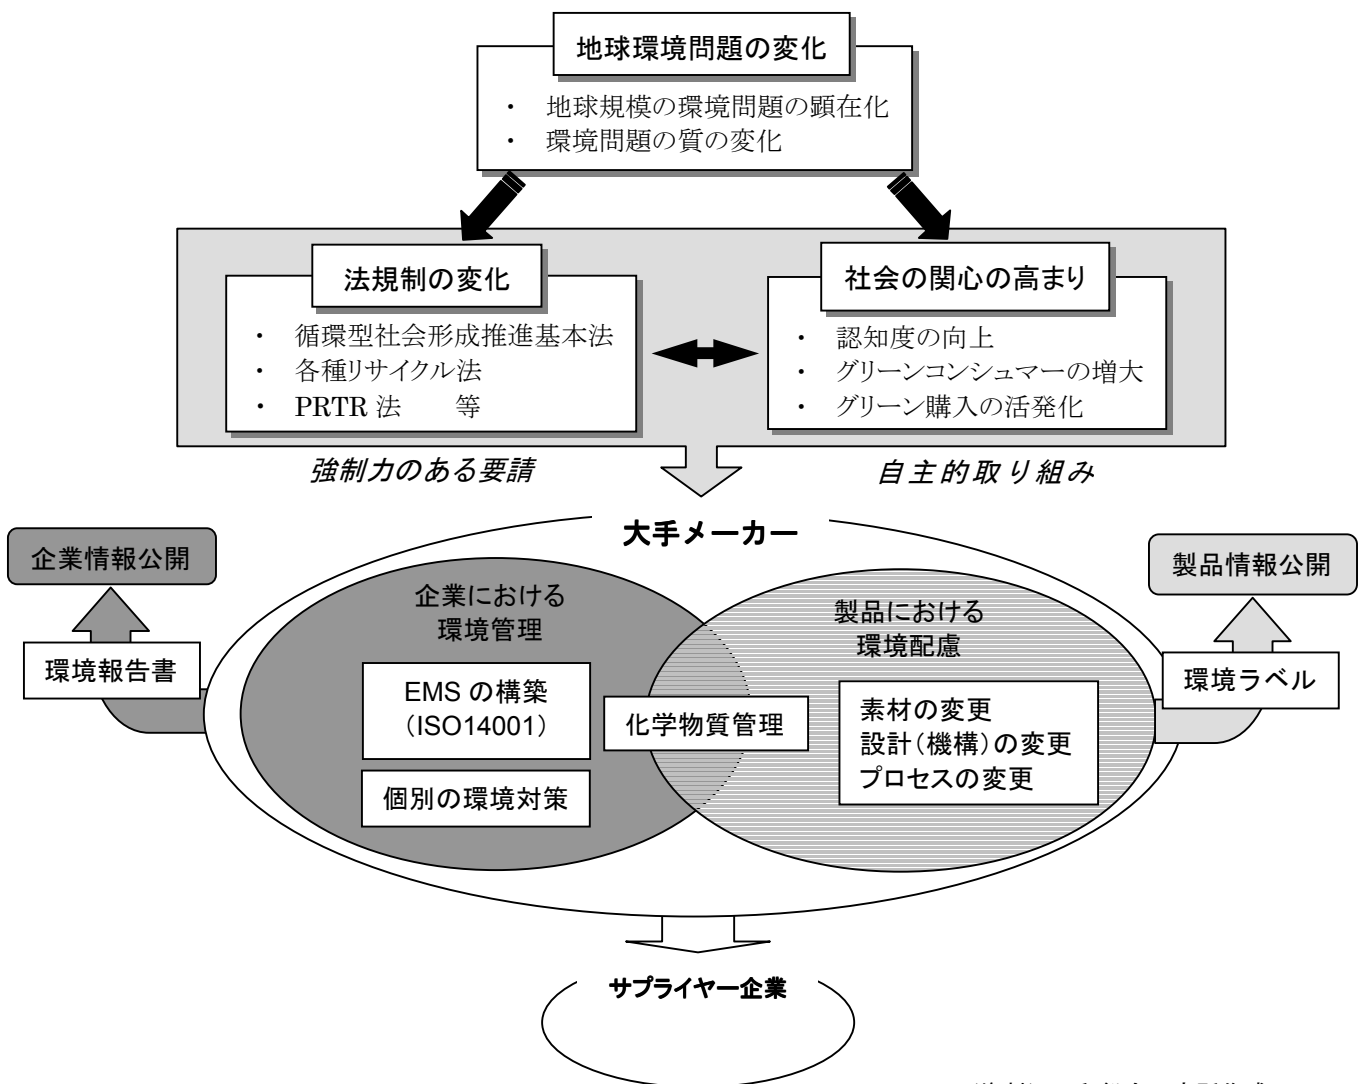 地球環境問題の変化
・ 地球規模の環境問題の顕在化
・ 環境問題の質の変化
法規制の変化
・ 循環型社会形成推進基本法
・ 各種リサイクル法
・ PRTR 法 等
社会の関心の高まり
・ 認知度の向上
・ グリーンコンシュマーの増大
・ グリーン購入の活発化
強制力のある要請
自主的取り組み
大手メーカー
企業情報公開
製品情報公開
環境報告書
環境ラベル
企業における
環境管理
EMS の構築
（ISO14001）
個別の環境対策
化学物質管理
製品における
環境配慮
素材の変更
設計（機構）の変更
プロセスの変更
サプライヤー企業